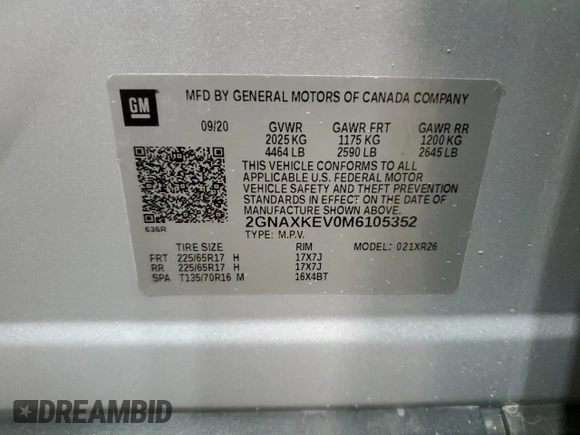 GM
MFD BY GENERAL MOTORS OF CANADA COMPANY
09/20 GVWR GAWR FRT GAWR RR
2025 KG 1175 KG 1200 KG
4464 LB 2590 LB 2645 LB
THIS VEHICLE CONFORMS TO ALL
APPLICABLE U.S. FEDERAL MOTOR
VEHICLE SAFETY AND THEFT PREVENTION
STANDARDS IN EFFECT ON THE DATE OF
MANUFACTURE SHOWN ABOVE.
2GNAXKEV0M6105352
636R TYPE: M.P.V.
TIRE SIZE RIM MODEL: 021XR26
FRT 225/65R17 H 17X7J
RR 225/65R17 H 17X7J
SPA T135/70R16 M 16X4BT
DREAMBID